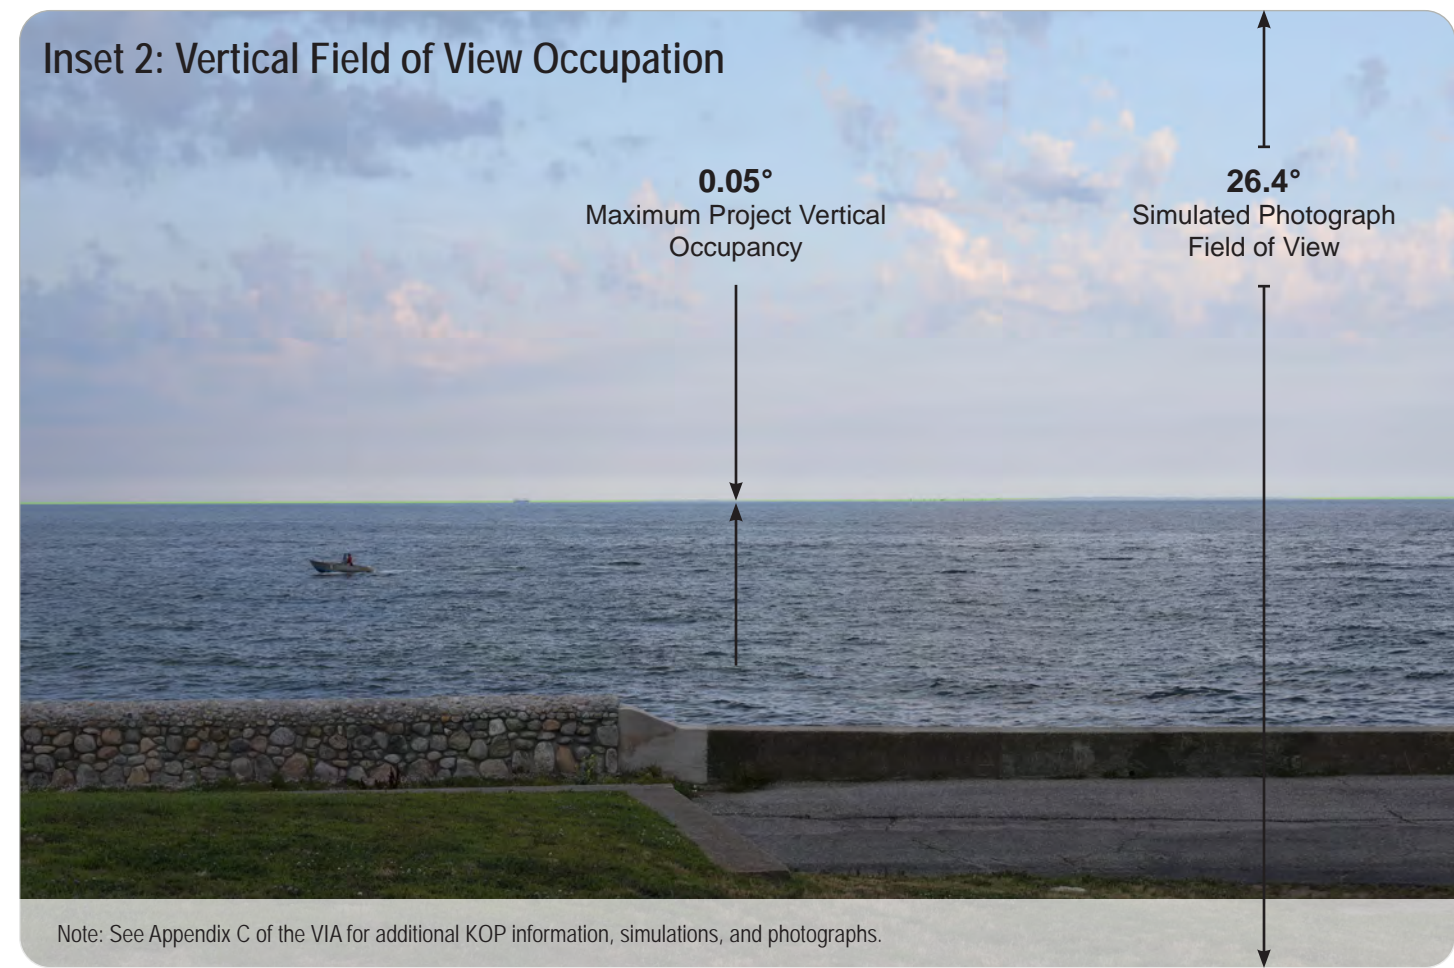 Inset 2: Vertical Field of View Occupation
0.05°
Maximum Project Vertical
Occupancy
26.4°
Simulated Photograph
Field of View
Note: See Appendix C of the VIA for additional KOP information, simulations, and photographs.